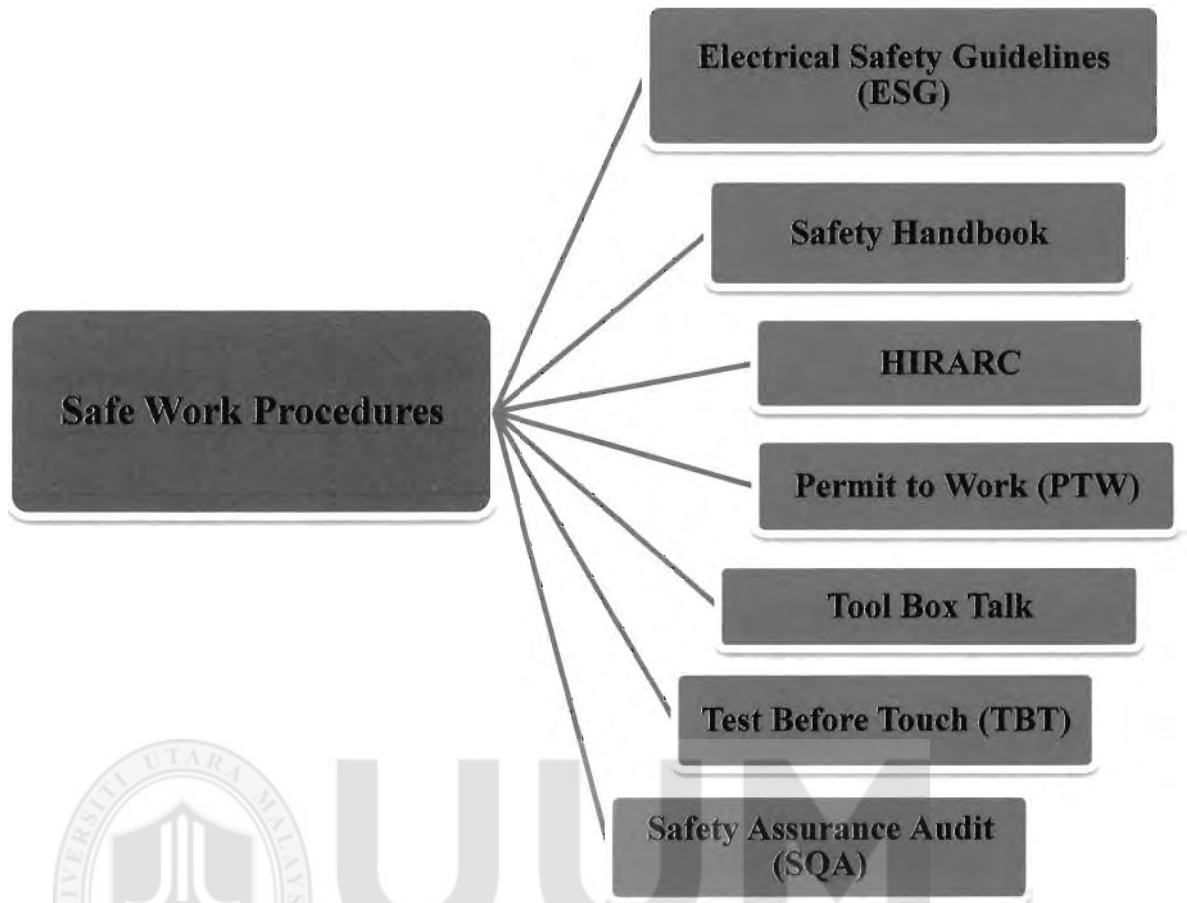 Electrical Safety Guidelines
(ESG)
Safety Handbook
HIRARC
Safe Work Procedures
Permit to Work (PTW)
Tool Box Talk
Test Before Touch (TBT)
Safety Assurance Audit
(SQA)
UTARA
UUM